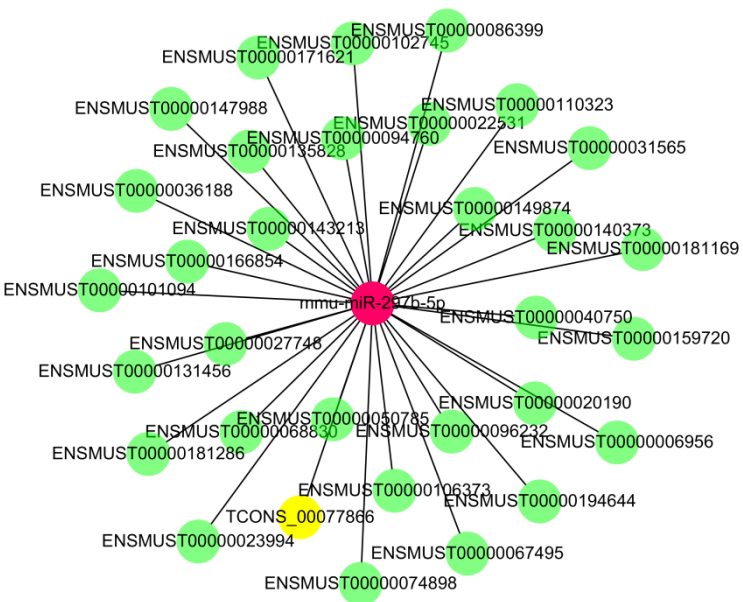 ENSMUST00000086399
ENSMUST00000102745
ENSMUST00000171621
ENSMUST00000110323
ENSMUST00000147988
ENSMUST00000022531
ENSMUST00000094760
ENSMUST00000135828
ENSMUST00000031565
ENSMUST00000036188
ENSMUST00000149874
ENSMUST00000143213
ENSMUST00000140373
ENSMUST00000181169
ENSMUST00000166854
ENSMUST00000101094
mmu-miR-297b-5p
ENSMUST00000040750
ENSMUST00000159720
ENSMUST00000027748
ENSMUST00000131456
ENSMUST00000020190
ENSMUST00000050785
ENSMUST00000068830
ENSMUST00000096232
ENSMUST00000006956
ENSMUST00000181286
ENSMUST00000106373
ENSMUST00000194644
TCONS_00077866
ENSMUST00000023994
ENSMUST00000067495
ENSMUST00000074898